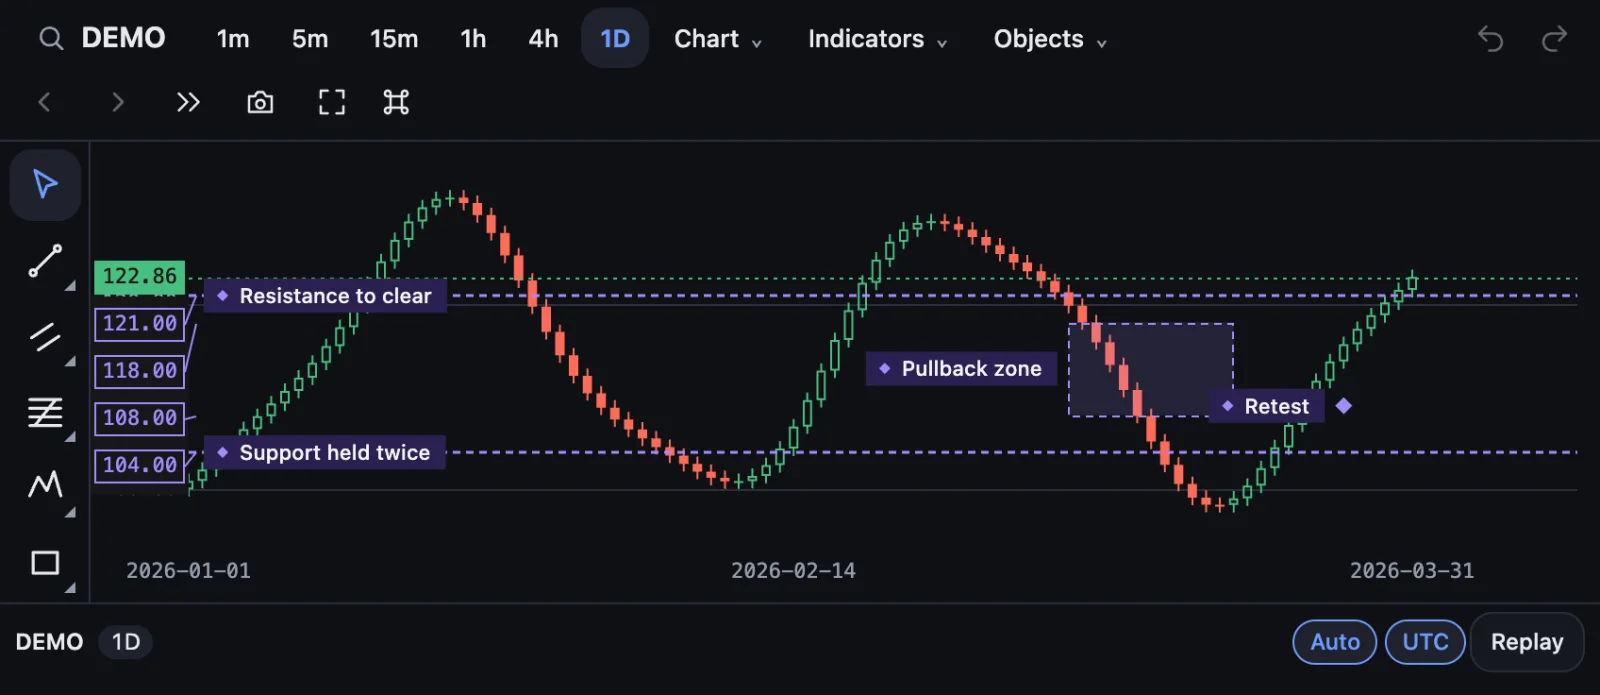 DEMO 1m 5m 15m 1h 4h 1D Chart Indicators Objects
122.86
Resistance to clear
121.00
118.00
Pullback zone
108.00
Retest
104.00
Support held twice
2026-01-01 2026-02-14 2026-03-31
DEMO 1D Auto UTC Replay